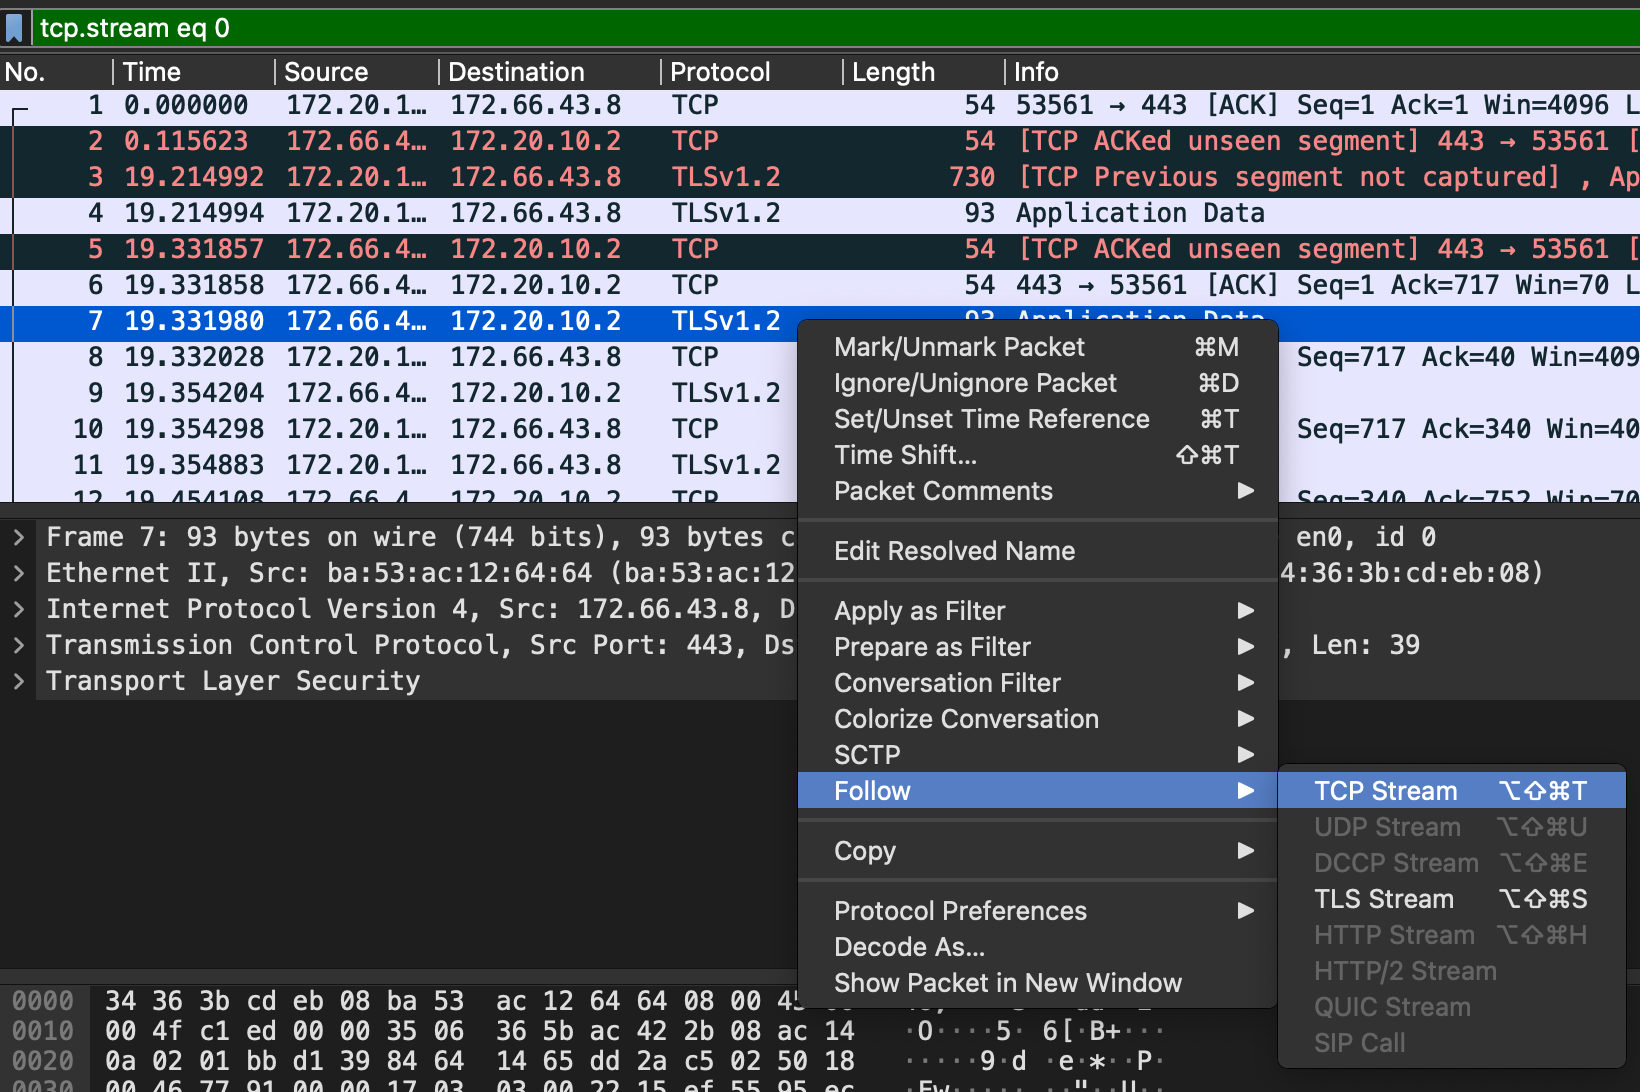 tcp.stream eq 0
No. Time Source Destination Protocol Length Info
1 0.000000 172.20.1… 172.66.43.8 TCP 54 53561 → 443 [ACK] Seq=1 Ack=1 Win=4096 L
2 0.115623 172.66.4… 172.20.10.2 TCP 54 [TCP ACKed unseen segment] 443 → 53561 [
3 19.214992 172.20.1… 172.66.43.8 TLSv1.2 730 [TCP Previous segment not captured] , Ap
4 19.214994 172.20.1… 172.66.43.8 TLSv1.2 93 Application Data
5 19.331857 172.66.4… 172.20.10.2 TCP 54 [TCP ACKed unseen segment] 443 → 53561 [
6 19.331858 172.66.4… 172.20.10.2 TCP 54 443 → 53561 [ACK] Seq=1 Ack=717 Win=70 L
7 19.331980 172.66.4… 172.20.10.2 TLSv1.2 93 Application Data
8 19.332028 172.20.1… 172.66.43.8 TCP Seq=717 Ack=40 Win=409
9 19.354204 172.66.4… 172.20.10.2 TLSv1.2
10 19.354298 172.20.1… 172.66.43.8 TCP Seq=717 Ack=340 Win=40
11 19.354883 172.20.1… 172.66.43.8 TLSv1.2
12 19.454108 172.66.4 172.20.10.2 TCP Seq=340 Ack=752 Win=70
Mark/Unmark Packet ⌘M
Ignore/Unignore Packet ⌘D
Set/Unset Time Reference ⌘T
Time Shift... ⇧⌘T
Packet Comments
Edit Resolved Name
Apply as Filter
Prepare as Filter
Conversation Filter
Colorize Conversation
SCTP
Follow
Copy
Protocol Preferences
Decode As...
Show Packet in New Window
TCP Stream ⌥⇧⌘T
UDP Stream ⌥⇧⌘U
DCCP Stream ⌥⇧⌘E
TLS Stream ⌥⇧⌘S
HTTP Stream ⌥⇧⌘H
HTTP/2 Stream
QUIC Stream
SIP Call
Frame 7: 93 bytes on wire (744 bits), 93 bytes c en0, id 0
Ethernet II, Src: ba:53:ac:12:64:64 (ba:53:ac:12 4:36:3b:cd:eb:08)
Internet Protocol Version 4, Src: 172.66.43.8, D
Transmission Control Protocol, Src Port: 443, Ds , Len: 39
Transport Layer Security
0000 34 36 3b cd eb 08 ba 53 ac 12 64 64 08 00 45
0010 00 4f c1 ed 00 00 35 06 36 5b ac 42 2b 08 ac 14 ·O····5· 6[·B+···
0020 0a 02 01 bb d1 39 84 64 14 65 dd 2a c5 02 50 18 ·····9·d ·e·*··P·
0030 00 46 77 91 00 00 17 03 03 00 22 15 ef 55 95 ec ·Fw····· ··"··U··